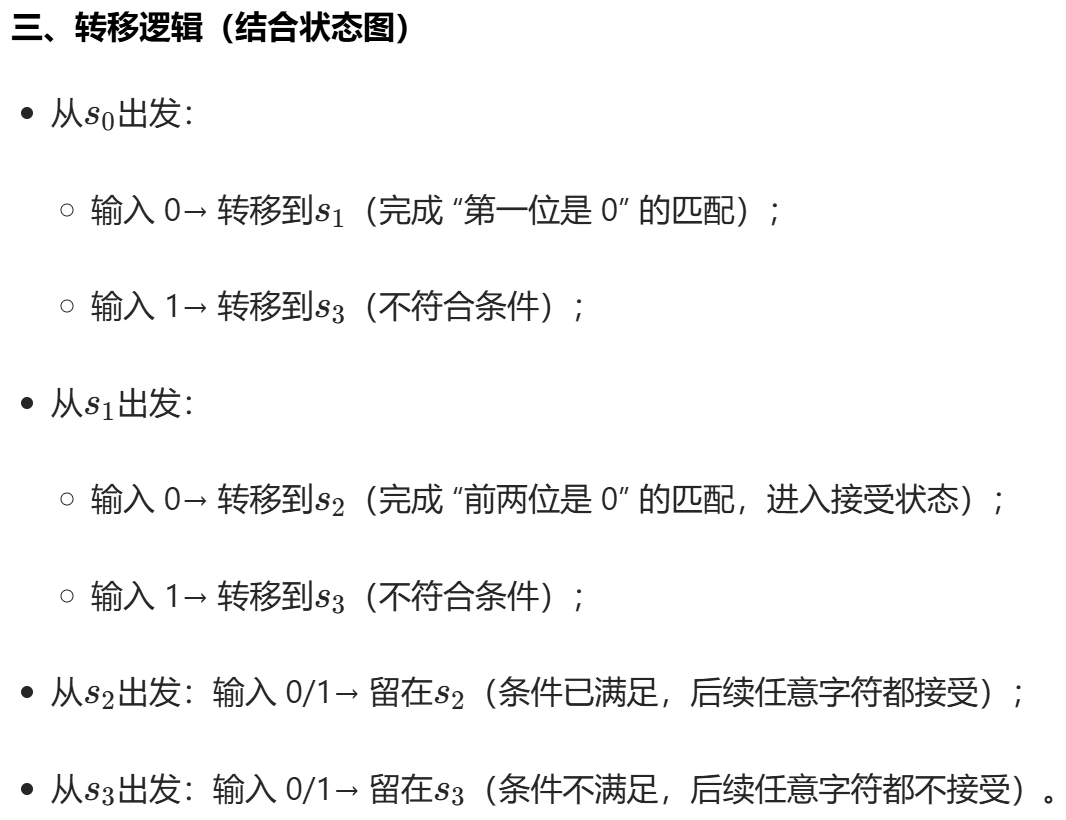 三、转移逻辑（结合状态图）
• 从s₀出发：
○ 输入 0→ 转移到s₁（完成 “第一位是 0” 的匹配）；
○ 输入 1→ 转移到s₃（不符合条件）；
• 从s₁出发：
○ 输入 0→ 转移到s₂（完成 “前两位是 0” 的匹配，进入接受状态）；
○ 输入 1→ 转移到s₃（不符合条件）；
• 从s₂出发：输入 0/1→ 留在s₂（条件已满足，后续任意字符都接受）；
• 从s₃出发：输入 0/1→ 留在s₃（条件不满足，后续任意字符都不接受）。